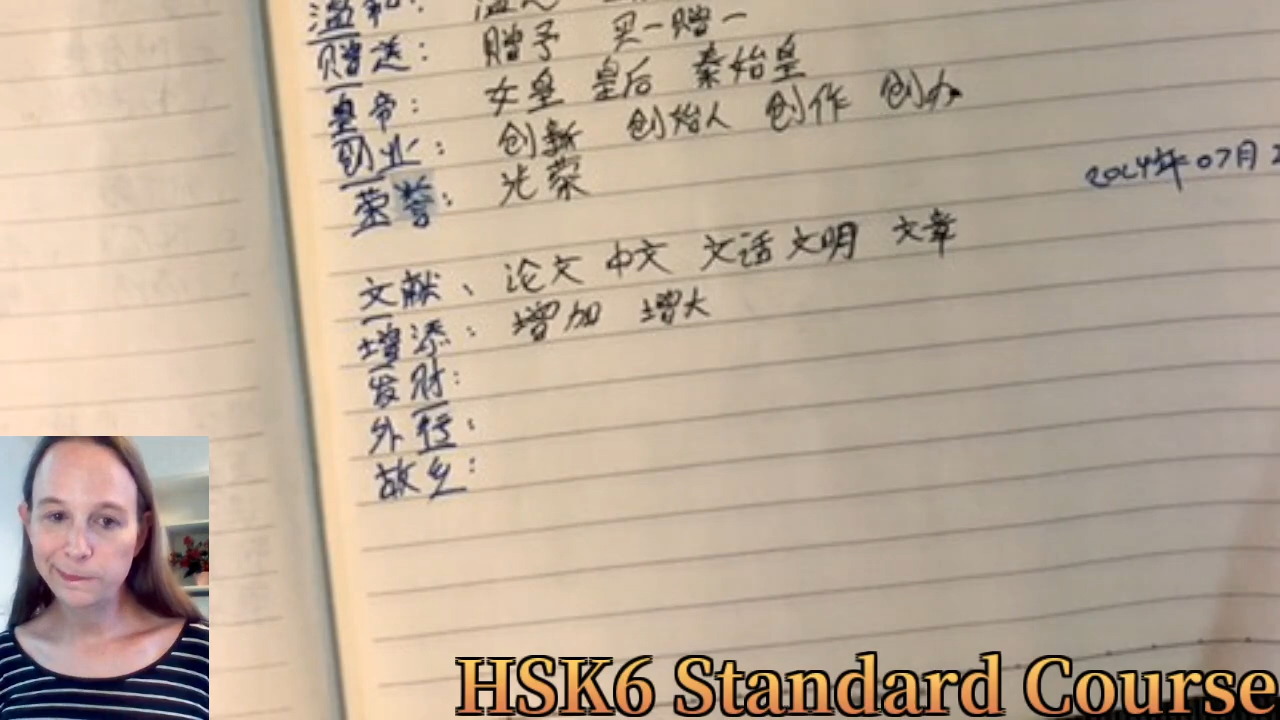 温和：
赠送： 赠予 买一赠一
皇帝： 女皇 皇后 秦始皇
创业： 创新 创始人 创作 创办
荣誉： 光荣
2024年07月
文献、 论文 中文 文话 文明 文章
增添： 增加 增大
发财：
外行：
故乡：
HSK6 Standard Course